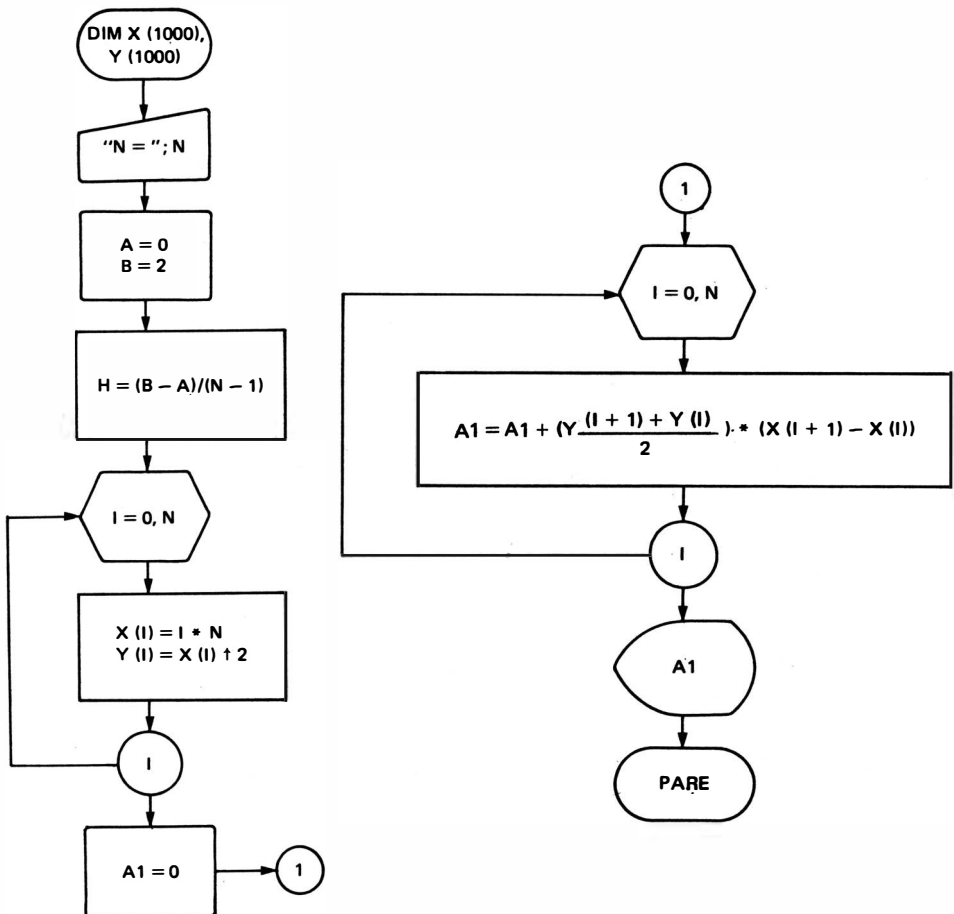 DIM X (1000),
Y (1000)
"N = "; N
A = 0
B = 2
H = (B − A)/(N − 1)
I = 0, N
X (I) = I * N
Y (I) = X (I) ↑ 2
I
A1 = 0
1
1
I = 0, N
A1 = A1 + (Y (I + 1) + Y (I) / 2 ). * (X (I + 1) − X (I))
I
A1
PARE